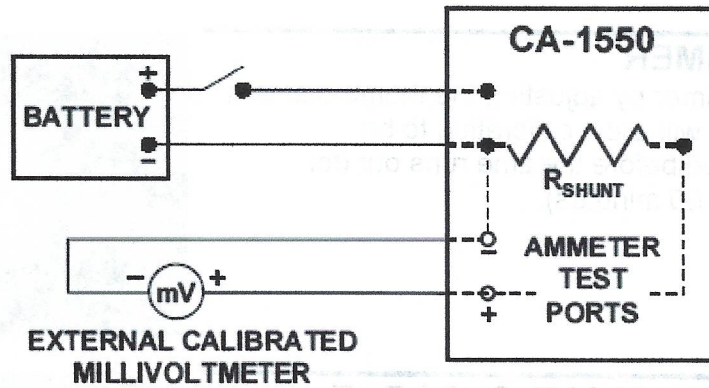 CA-1550
+
BATTERY
−
R SHUNT
−
AMMETER
TEST
PORTS
+
− mV +
EXTERNAL CALIBRATED
MILLIVOLTMETER